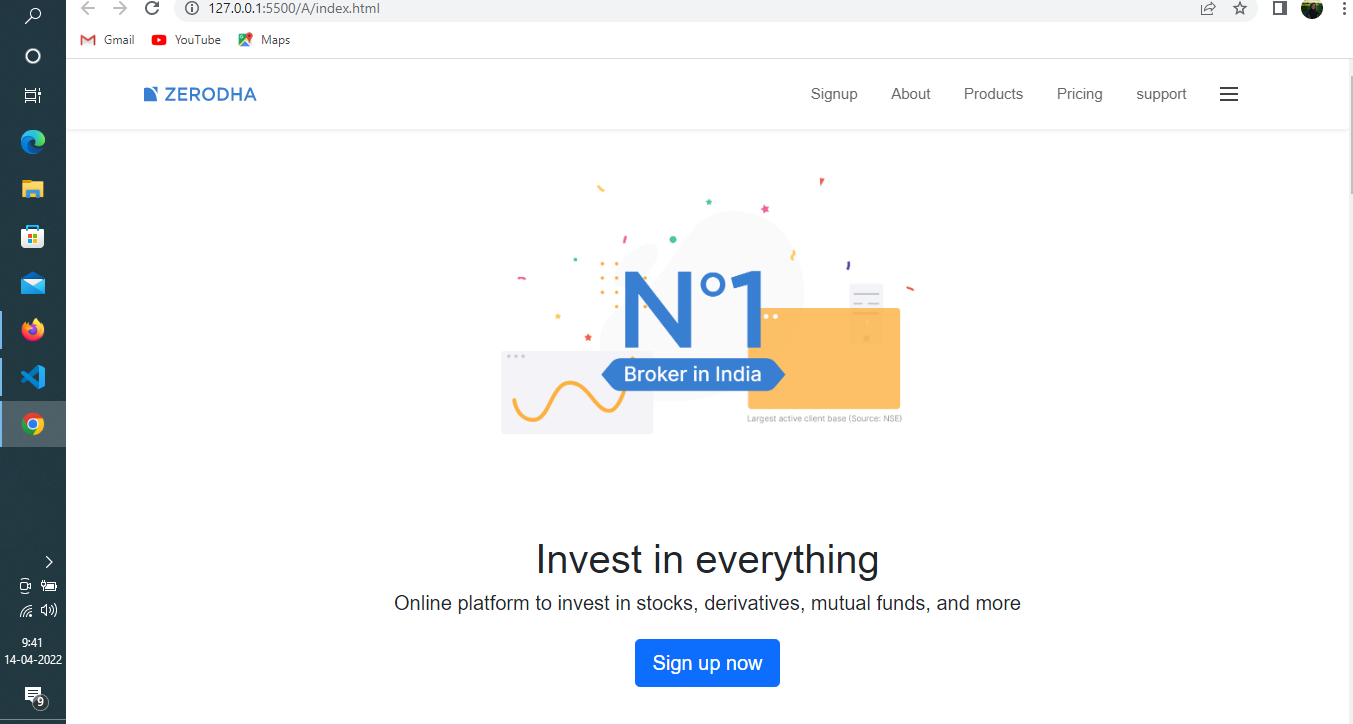 127.0.0.1:5500/A/index.html
Gmail YouTube Maps
ZERODHA
Signup About Products Pricing support
N°1
Broker in India
Largest active client base (Source: NSE)
Invest in everything
Online platform to invest in stocks, derivatives, mutual funds, and more
Sign up now
9:41
14-04-2022
9